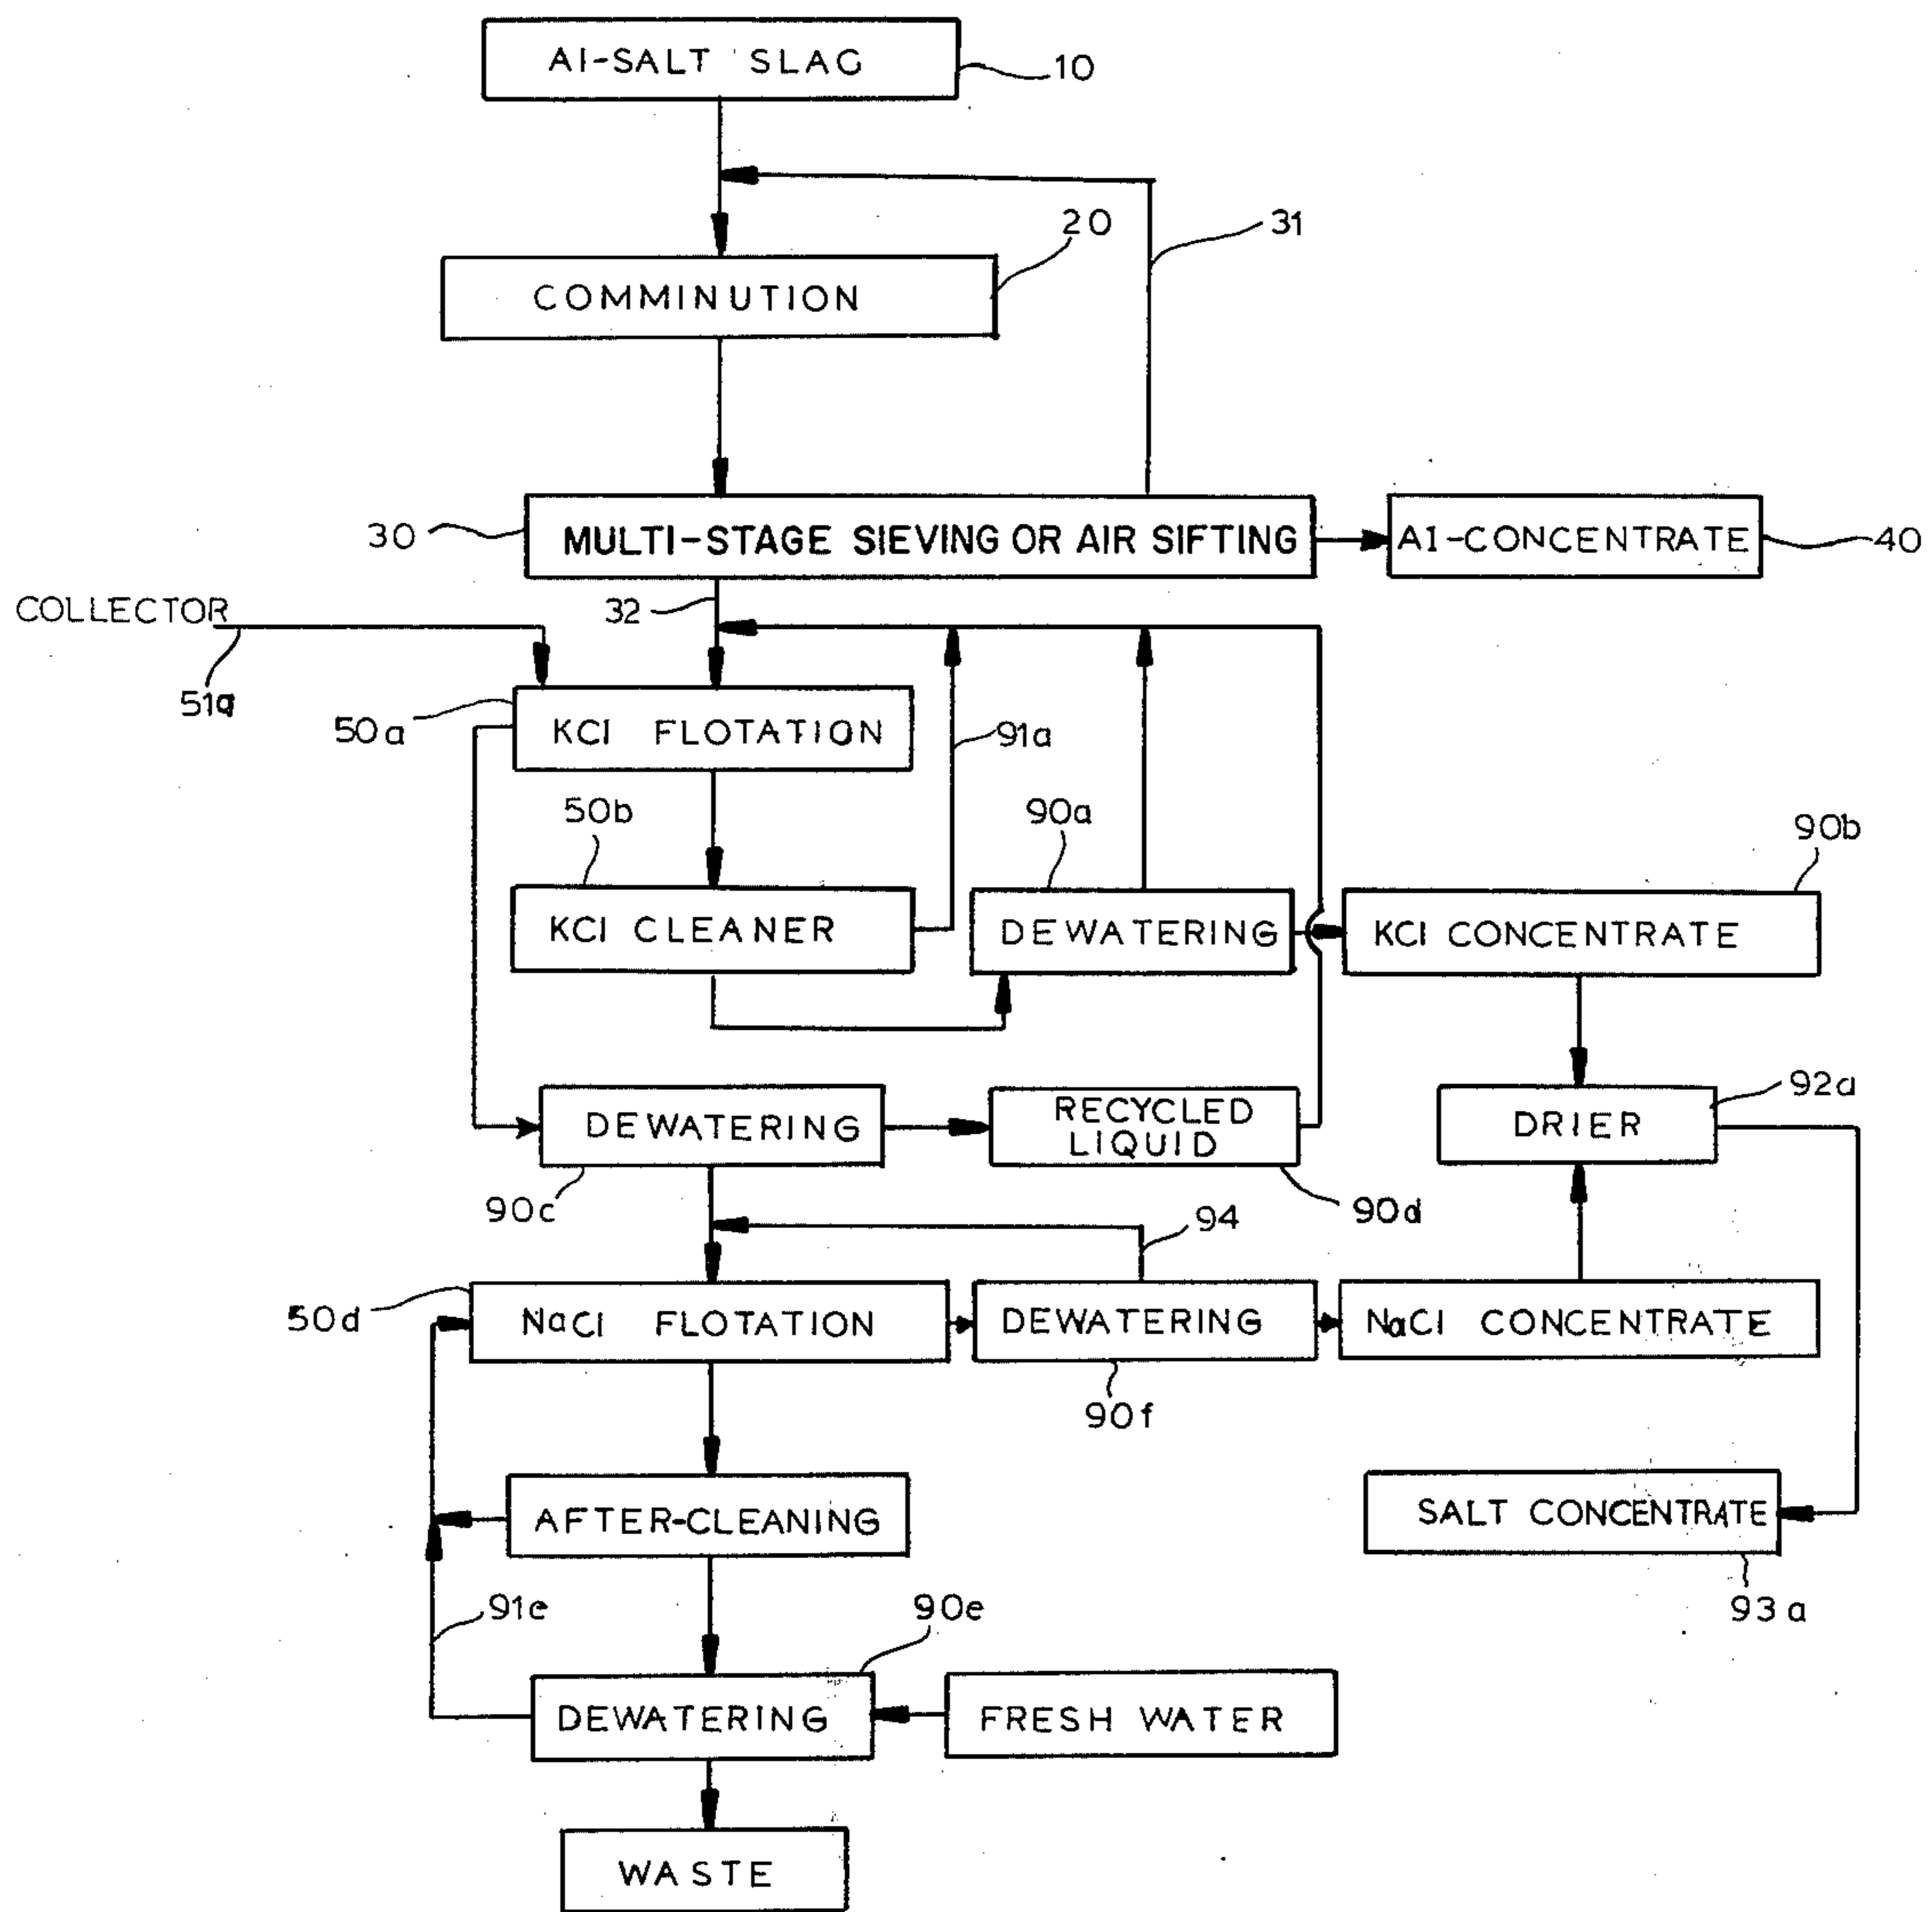 Al-SALT SLAG
10
20
31
COMMINUTION
30
MULTI-STAGE SIEVING OR AIR SIFTING
Al-CONCENTRATE
40
COLLECTOR
32
51a
50a
KCl FLOTATION
91a
50b
90a
90b
KCl CLEANER
DEWATERING
KCl CONCENTRATE
92a
DEWATERING
RECYCLED
LIQUID
DRIER
90c
94
90d
50d
NaCl FLOTATION
DEWATERING
NaCl CONCENTRATE
90f
AFTER-CLEANING
SALT CONCENTRATE
91e
90e
93a
DEWATERING
FRESH WATER
WASTE